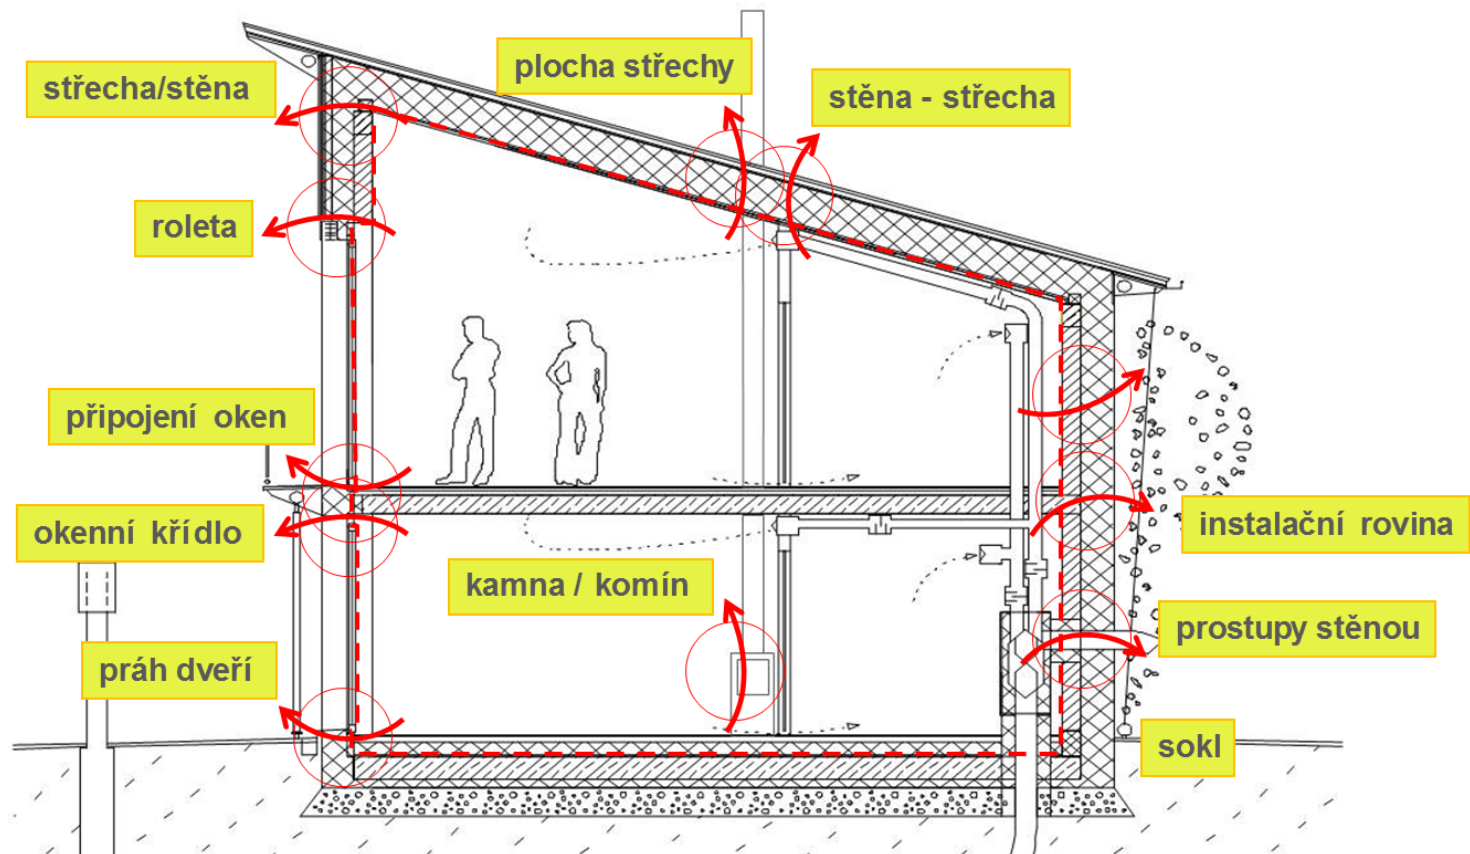 plocha střechy
střecha/stěna
stěna - střecha
roleta
připojení oken
okenní křídlo
instalační rovina
kamna / komín
prostupy stěnou
práh dveří
sokl